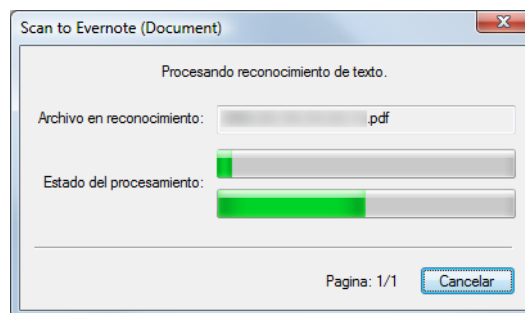 Scan to Evernote (Document)
Procesando reconocimiento de texto.
Archivo en reconocimiento: .pdf
Estado del procesamiento:
Pagina: 1/1 Cancelar